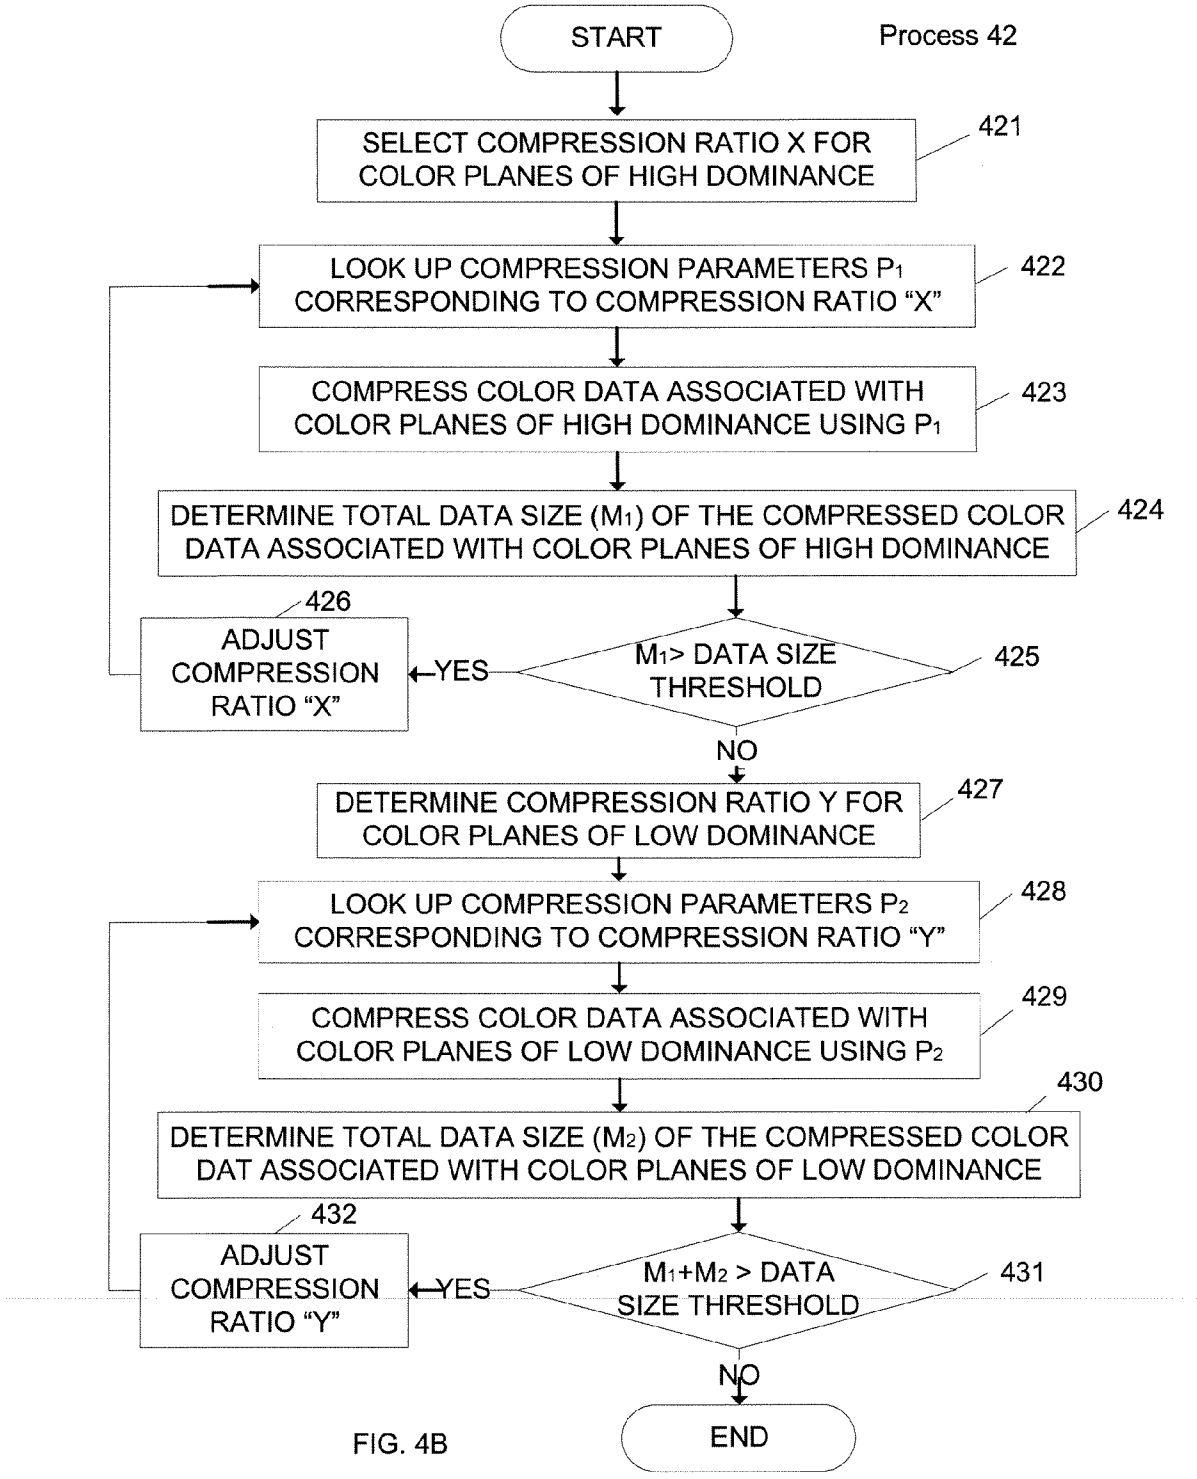 START
Process 42
SELECT COMPRESSION RATIO X FOR
COLOR PLANES OF HIGH DOMINANCE
421
LOOK UP COMPRESSION PARAMETERS P1
CORRESPONDING TO COMPRESSION RATIO “X”
422
COMPRESS COLOR DATA ASSOCIATED WITH
COLOR PLANES OF HIGH DOMINANCE USING P1
423
DETERMINE TOTAL DATA SIZE (M1) OF THE COMPRESSED COLOR
DATA ASSOCIATED WITH COLOR PLANES OF HIGH DOMINANCE
424
426
ADJUST
COMPRESSION
RATIO “X”
YES
M1> DATA SIZE
THRESHOLD
425
NO
DETERMINE COMPRESSION RATIO Y FOR
COLOR PLANES OF LOW DOMINANCE
427
LOOK UP COMPRESSION PARAMETERS P2
CORRESPONDING TO COMPRESSION RATIO “Y”
428
COMPRESS COLOR DATA ASSOCIATED WITH
COLOR PLANES OF LOW DOMINANCE USING P2
429
DETERMINE TOTAL DATA SIZE (M2) OF THE COMPRESSED COLOR
DAT ASSOCIATED WITH COLOR PLANES OF LOW DOMINANCE
430
432
ADJUST
COMPRESSION
RATIO “Y”
YES
M1+M2 > DATA
SIZE THRESHOLD
431
NO
END
FIG. 4B